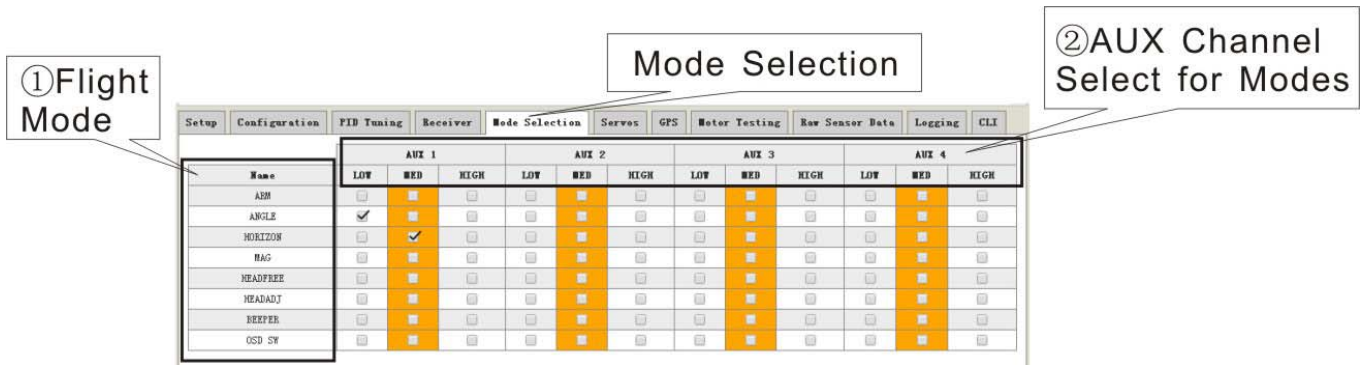 ①Flight
Mode
Mode Selection
②AUX Channel
Select for Modes
Setup Configuration PID Tuning Receiver Mode Selection Servos GPS Motor Testing Raw Sensor Data Logging CLI
AUX 1 AUX 2 AUX 3 AUX 4
Name LOW MED HIGH LOW MED HIGH LOW MED HIGH LOW MED HIGH
ARM
ANGLE
HORIZON
MAG
HEADFREE
HEADADJ
BEEPER
OSD SW